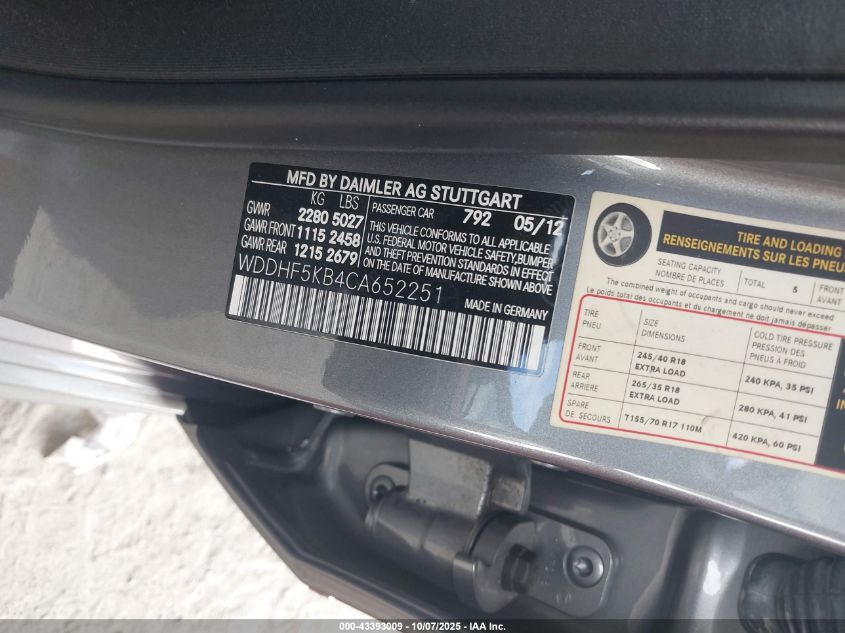 MFD BY DAIMLER AG STUTTGART
KG LBS
GVWR 2280 5027
GAWR FRONT 1115 2458
GAWR REAR 1215 2679
PASSENGER CAR 792 05/12
THIS VEHICLE CONFORMS TO ALL APPLICABLE
U.S. FEDERAL MOTOR VEHICLE SAFETY, BUMPER
AND THEFT PREVENTION STANDARDS IN EFFECT
ON THE DATE OF MANUFACTURE SHOWN ABOVE
WDDHF5KB4CA652251
MADE IN GERMANY
TIRE AND LOADING
RENSEIGNEMENTS SUR LES PNEU
SEATING CAPACITY
NOMBRE DE PLACES
TOTAL 5
FRONT
AVANT
The combined weight of occupants and cargo should never exceed
Le poids total des occupants et du chargement ne doit jamais dépasser
TIRE
PNEU
SIZE
DIMENSIONS
COLD TIRE PRESSURE
PRESSION DES
PNEUS À FROID
FRONT
AVANT
245/40 R18
EXTRA LOAD
240 KPA, 35 PSI
REAR
ARRIÈRE
265/35 R18
EXTRA LOAD
280 KPA, 41 PSI
SPARE
DE SECOURS
T155/70 R17 110M
420 KPA, 60 PSI
000-43393009 - 10/07/2025 - IAA Inc.